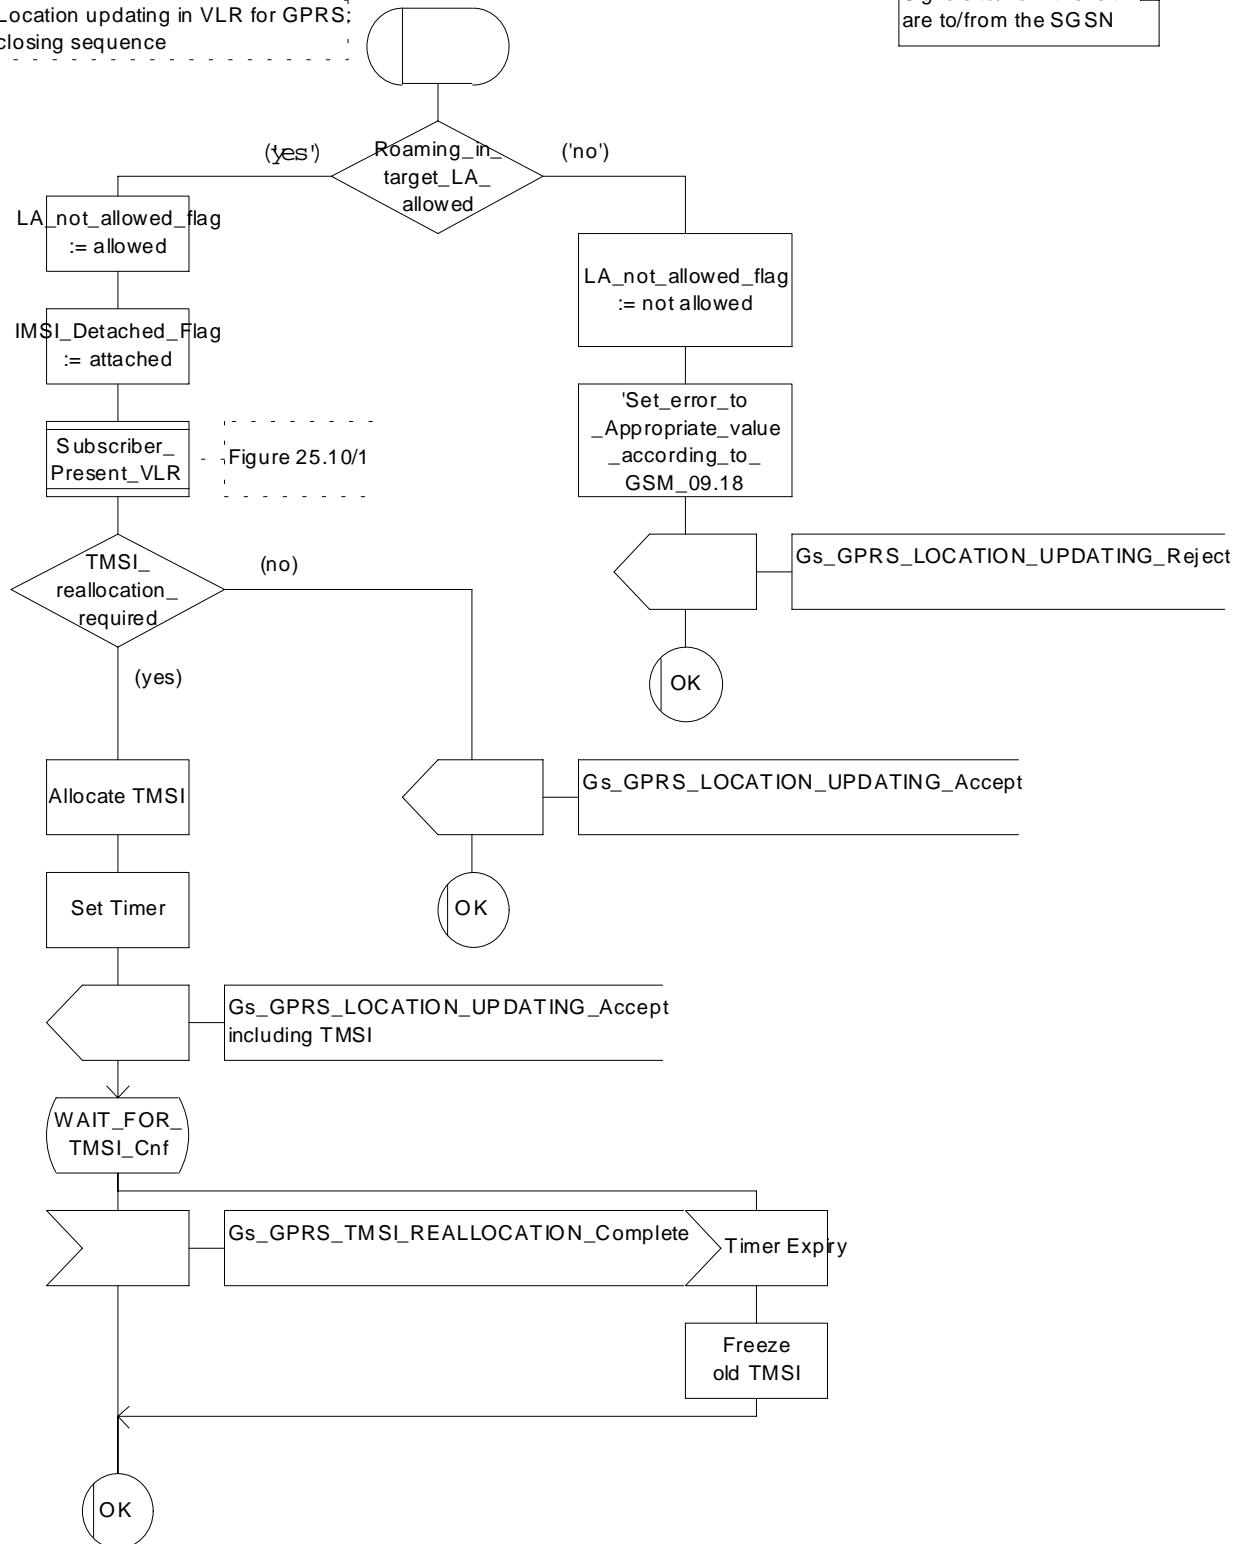 Location updating in VLR for GPRS;
closing sequence
are to/from the SGSN
('yes')
Roaming_in_
target_LA_
allowed
('no')
LA_not_allowed_flag
:= allowed
LA_not_allowed_flag
:= not allowed
IMSI_Detached_Flag
:= attached
'Set_error_to
_Appropriate_value
_according_to_
GSM_09.18
Subscriber_
Present_VLR
Figure 25.10/1
Gs_GPRS_LOCATION_UPDATING_Reject
TMSI_
reallocation_
required
(no)
(yes)
OK
Allocate TMSI
Gs_GPRS_LOCATION_UPDATING_Accept
Set Timer
OK
Gs_GPRS_LOCATION_UPDATING_Accept
including TMSI
WAIT_FOR_
TMSI_Cnf
Gs_GPRS_TMSI_REALLOCATION_Complete
Timer Expiry
Freeze
old TMSI
OK